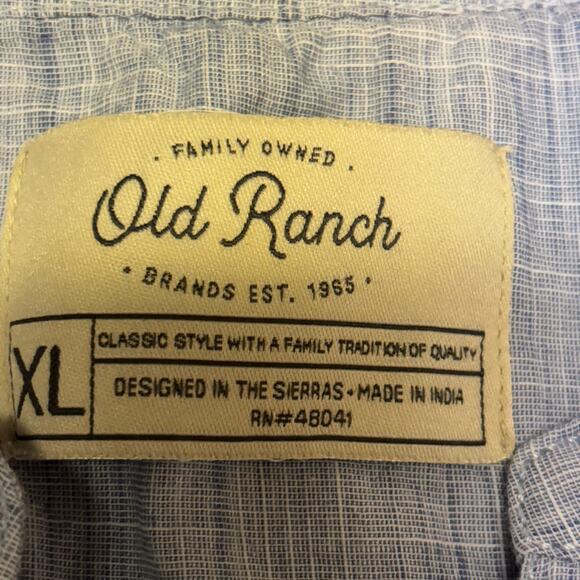 · FAMILY OWNED ·
Old Ranch
· BRANDS EST. 1965 ·
XL
CLASSIC STYLE WITH A FAMILY TRADITION OF QUALITY
DESIGNED IN THE SIERRAS · MADE IN INDIA
RN#48041